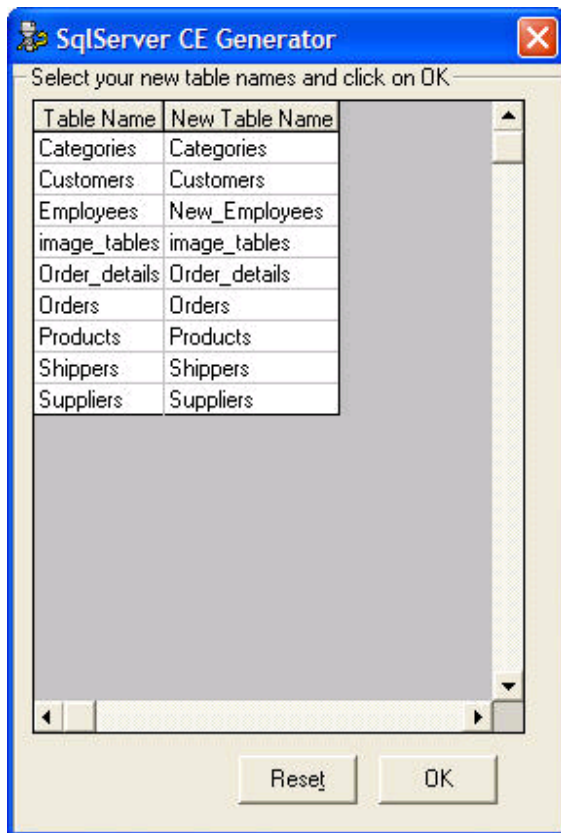 SqlServer CE Generator
Select your new table names and click on OK
Table Name New Table Name
Categories Categories
Customers Customers
Employees New_Employees
image_tables image_tables
Order_details Order_details
Orders Orders
Products Products
Shippers Shippers
Suppliers Suppliers
Reset OK